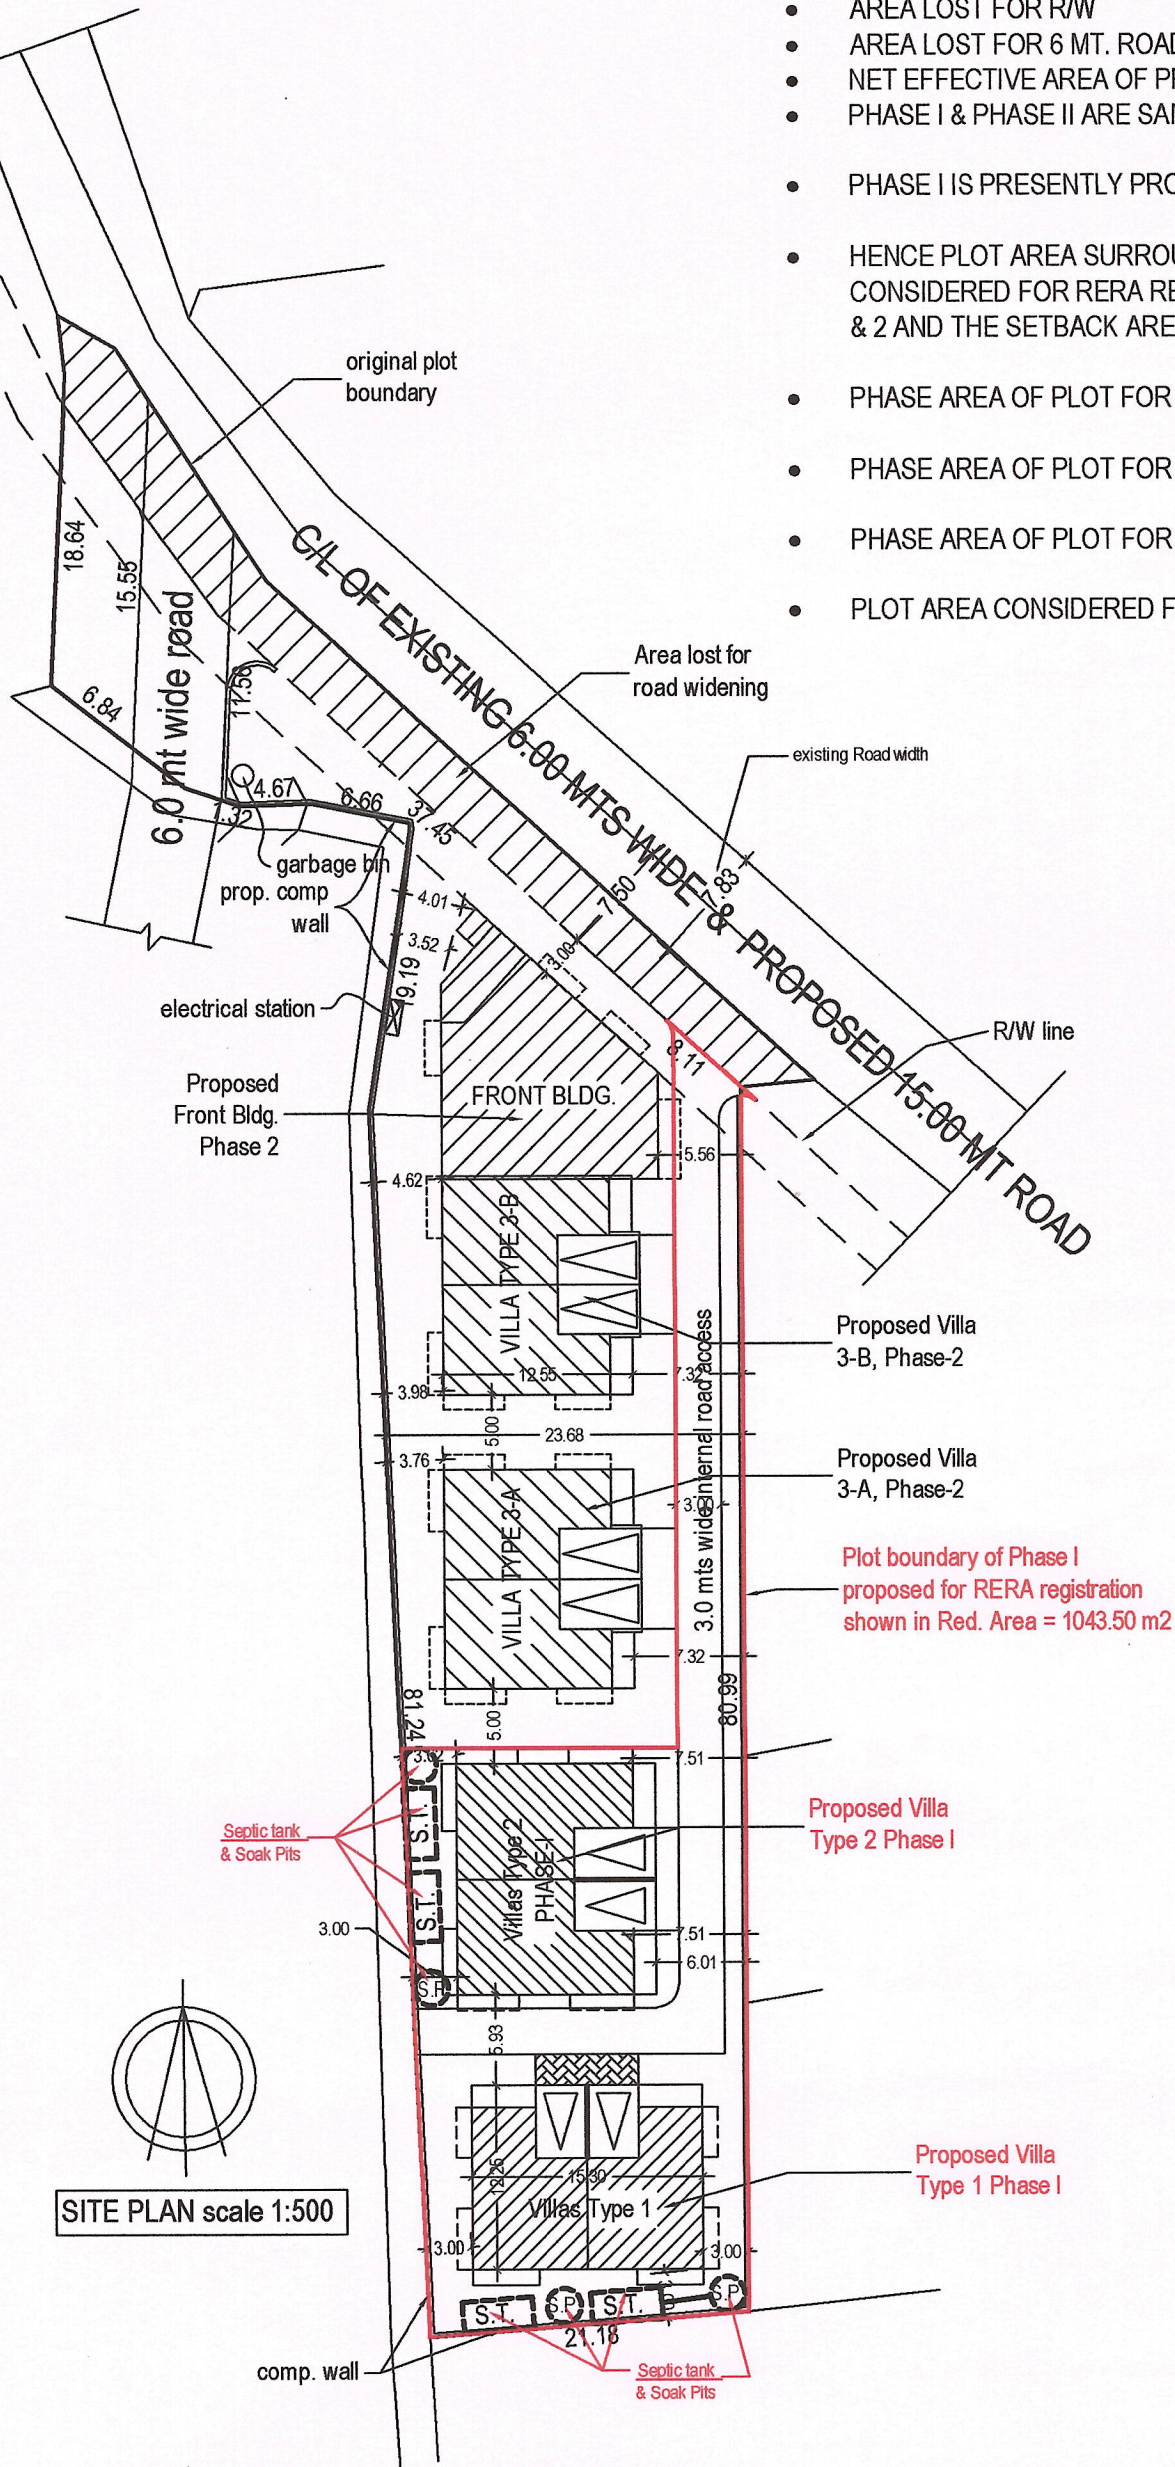 AREA LOST FOR R/W
AREA LOST FOR 6 MT. ROAD
NET EFFECTIVE AREA OF
PHASE I & PHASE II ARE
PHASE I IS PRESENTLY
HENCE PLOT AREA
CONSIDERED FOR RERA
& 2 AND THE SETBACK
PHASE AREA OF PLOT FOR
PHASE AREA OF PLOT FOR
PHASE AREA OF PLOT FOR
PLOT AREA CONSIDERED
original plot
boundary
C/L OF EXISTING 6.00 MTS WIDE & PROPOSED 15.00 MT ROAD
18.64
15.55
6.0 mt wide road
11.56
6.84
Area lost for
road widening
existing Road width
4.67
1.32
6.66
37.45
7.83
7.50
garbage bin
prop. comp
wall
4.01
3.52
3.00
19.19
electrical station
R/W line
8.11
Proposed
Front Bldg.
Phase 2
FRONT BLDG.
5.56
4.62
VILLA TYPE 3-B
Proposed Villa
3-B, Phase-2
12.55
7.32
3.98
5.00
23.68
3.76
3.0 mts wide internal road access
Proposed Villa
3-A, Phase-2
3.00
VILLA TYPE 3-A
Plot boundary of Phase I
proposed for RERA registration
shown in Red. Area = 1043.50 m2
7.32
81.24
5.00
80.99
7.51
Septic tank
& Soak Pits
S.T.
Villas Type 2
PHASE-I
Proposed Villa
Type 2 Phase I
S.T.
3.00
7.51
6.01
S.P
5.93
SITE PLAN scale 1:500
12.25
15.30
Villas Type 1
Proposed Villa
Type 1 Phase I
3.00
3.00
S.T.
S.P
S.T.
S.P
21.18
comp. wall
Septic tank
& Soak Pits